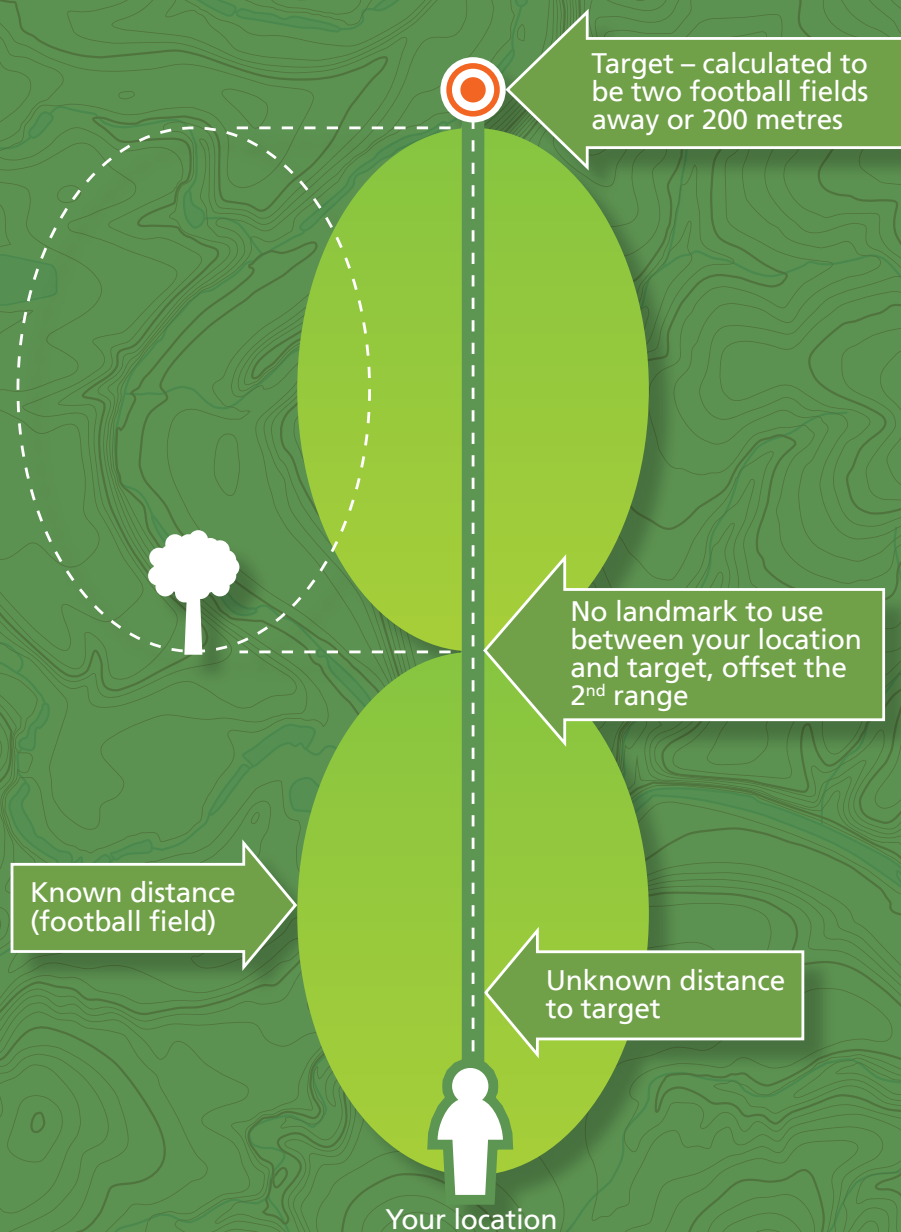 Target – calculated to
be two football fields
away or 200 metres
No landmark to use
between your location
and target, offset the
2nd range
Known distance
(football field)
Unknown distance
to target
Your location